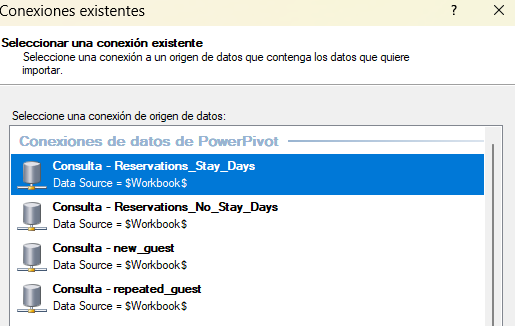 Conexiones existentes
?
Seleccionar una conexión existente
Seleccione una conexión a un origen de datos que contenga los datos que quiere
importar.
Seleccione una conexión de origen de datos:
Conexiones de datos de PowerPivot
Consulta - Reservations_Stay_Days
Data Source = $Workbook$
Consulta - Reservations_No_Stay_Days
Data Source = $Workbook$
Consulta - new_guest
Data Source = $Workbook$
Consulta - repeated_guest
Data Source = $Workbook$